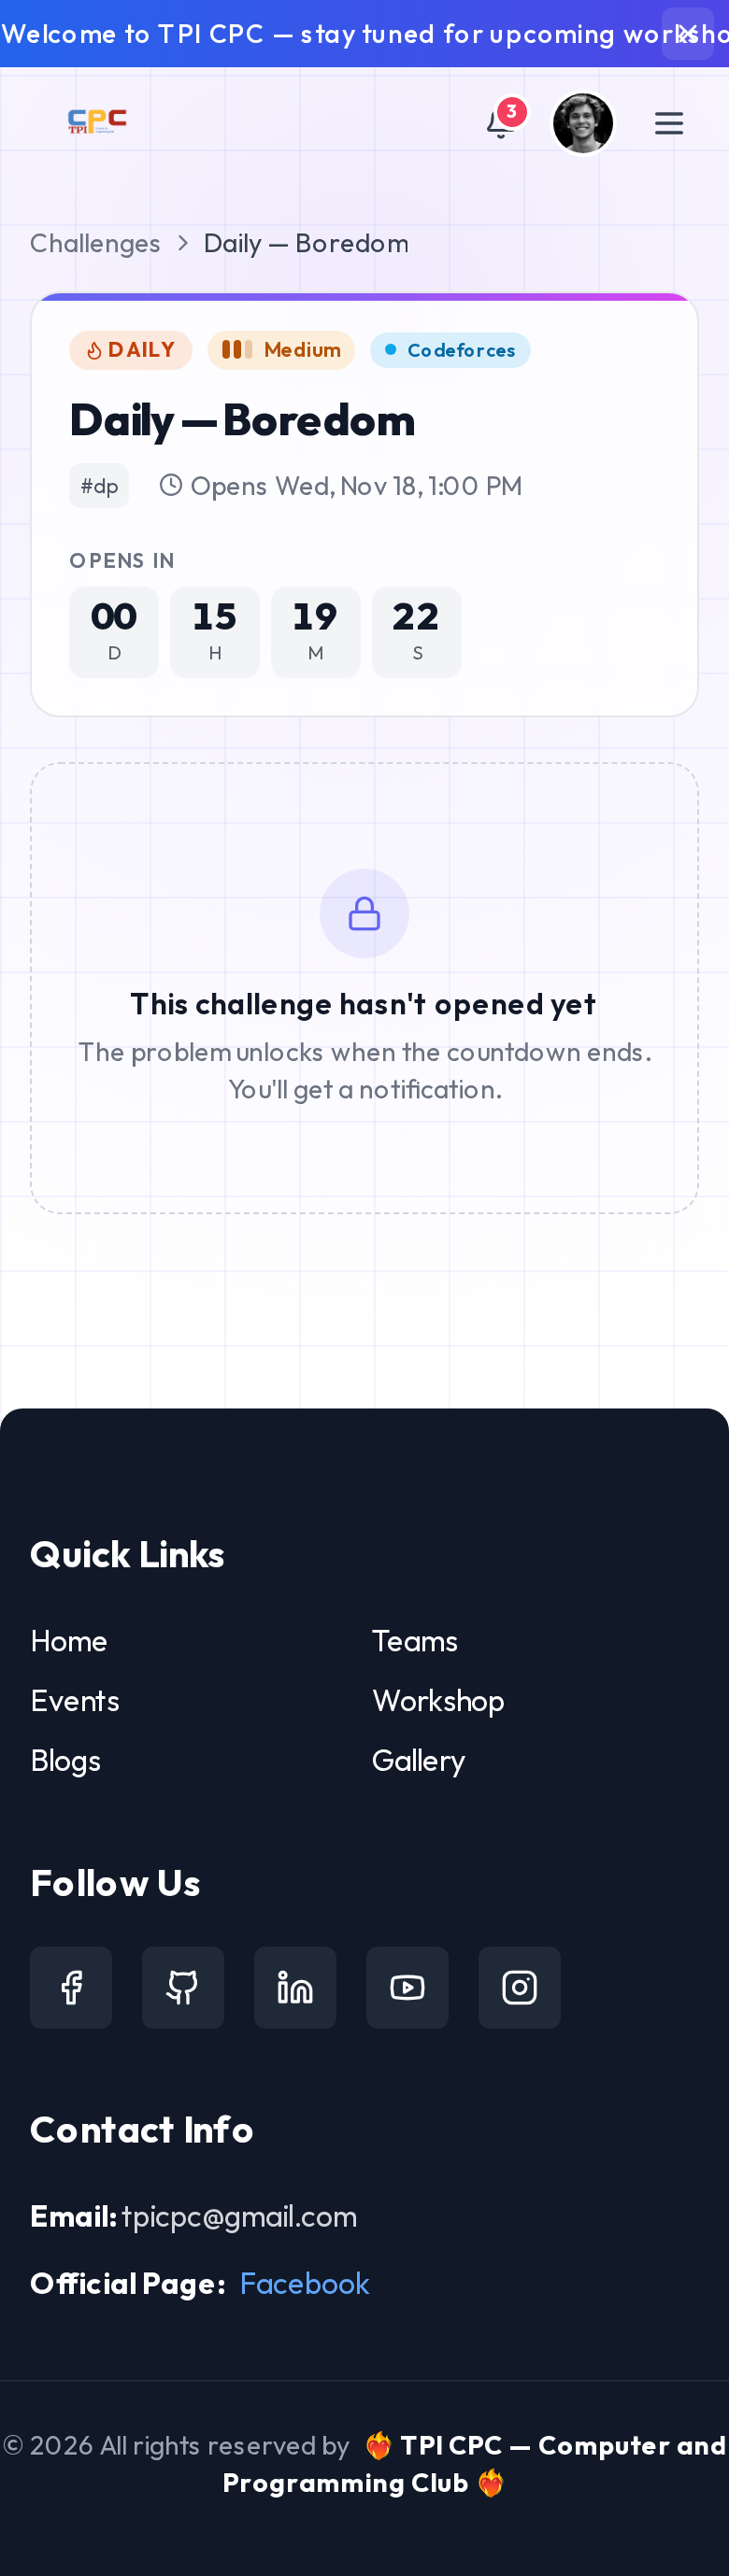 Welcome to TPI CPC — stay tuned for upcoming
CPC
TPI
3
Challenges > Daily — Boredom
DAILY Medium Codeforces
Daily — Boredom
#dp Opens Wed, Nov 18, 1:00 PM
OPENS IN
00 15 19 22
D H M S
This challenge hasn't opened yet
The problem unlocks when the countdown ends.
You'll get a notification.
Quick Links
Home Teams
Events Workshop
Blogs Gallery
Follow Us
Contact Info
Email: tpicpc@gmail.com
Official Page: Facebook
© 2026 All rights reserved by ❤️‍🔥 TPI CPC — Computer and
Programming Club ❤️‍🔥